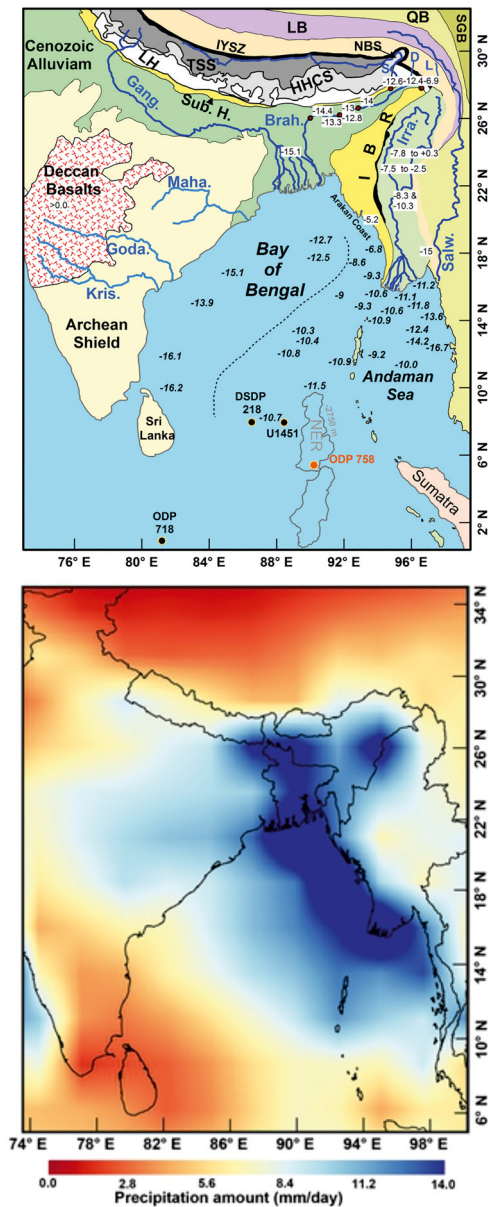 LB
QB
SGB
30° N
IYSZ
NBS
Cenozoic
Alluviam
TSS
LH
HHCS
S
D
L
-12.6
-12.4
-6.9
Gang.
Sub. H.
Brah.
-14.4
-13
-14
-13.3
-12.8
26° N
I B R
Irra.
-15.1
-7.8 to +0.3
-7.5 to -2.5
-8.3 &
-10.3
22° N
Deccan
Basalts
>0.0
Maha.
Goda.
Kris.
-5.2
Arakan Coast
-15
Salw.
18° N
Bay
of
Bengal
-12.7
-12.5
-6.8
-8.6
-9.3
-15.1
-13.9
-9
-10.6
-11.2
-11.1
-9.3
-10.6
-11.8
-10.9
-13.6
14° N
-10.3
-10.4
-10.8
-12.4
-14.2
-16.7
-10.9
-9.2
-10.0
Archean
Shield
-16.1
-16.2
-11.5
Andaman
Sea
10° N
DSDP
218
-10.7
U1451
-2750 m
NER
Sri
Lanka
ODP 758
6° N
Sumatra
ODP
718
2° N
76° E
80° E
84° E
88° E
92° E
96° E
34° N
30° N
26° N
22° N
18° N
14° N
10° N
6° N
74° E
78° E
82° E
86° E
90° E
94° E
98° E
0.0
2.8
5.6
8.4
11.2
14.0
Precipitation amount (mm/day)